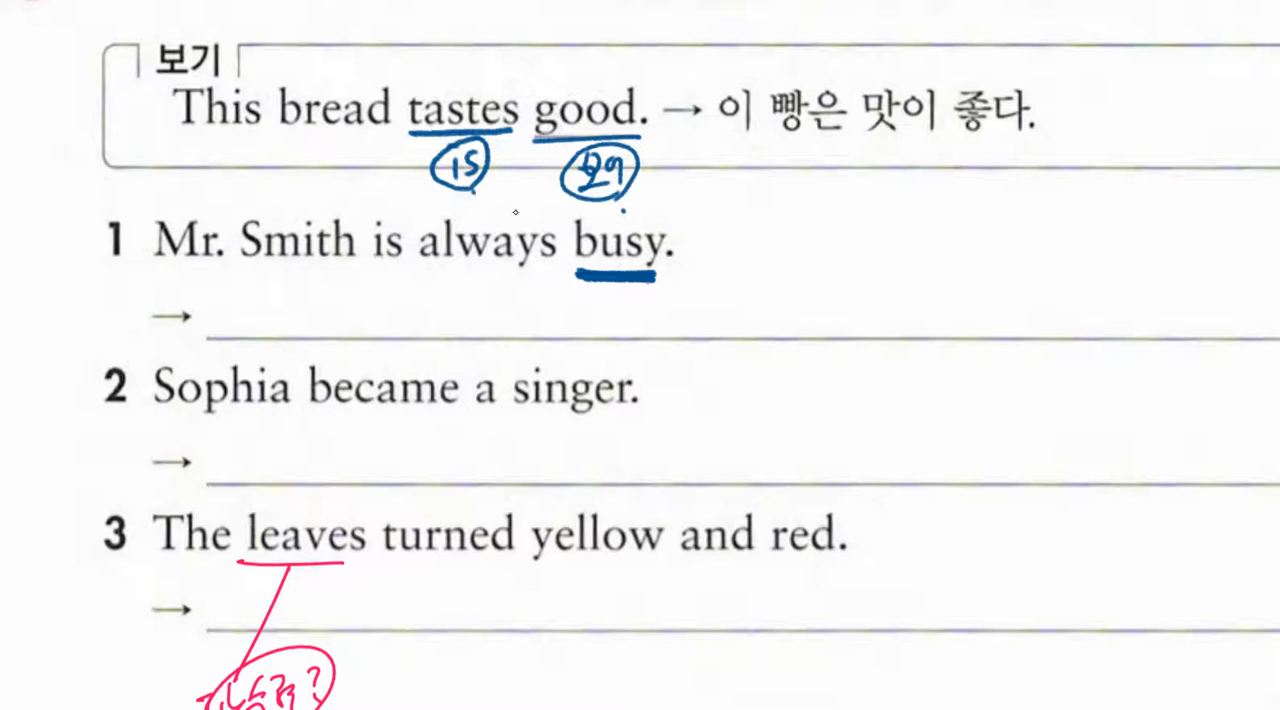 보기
This bread tastes good. → 이 빵은 맛이 좋다.
is 보어
1 Mr. Smith is always busy.
→
2 Sophia became a singer.
→
3 The leaves turned yellow and red.
→